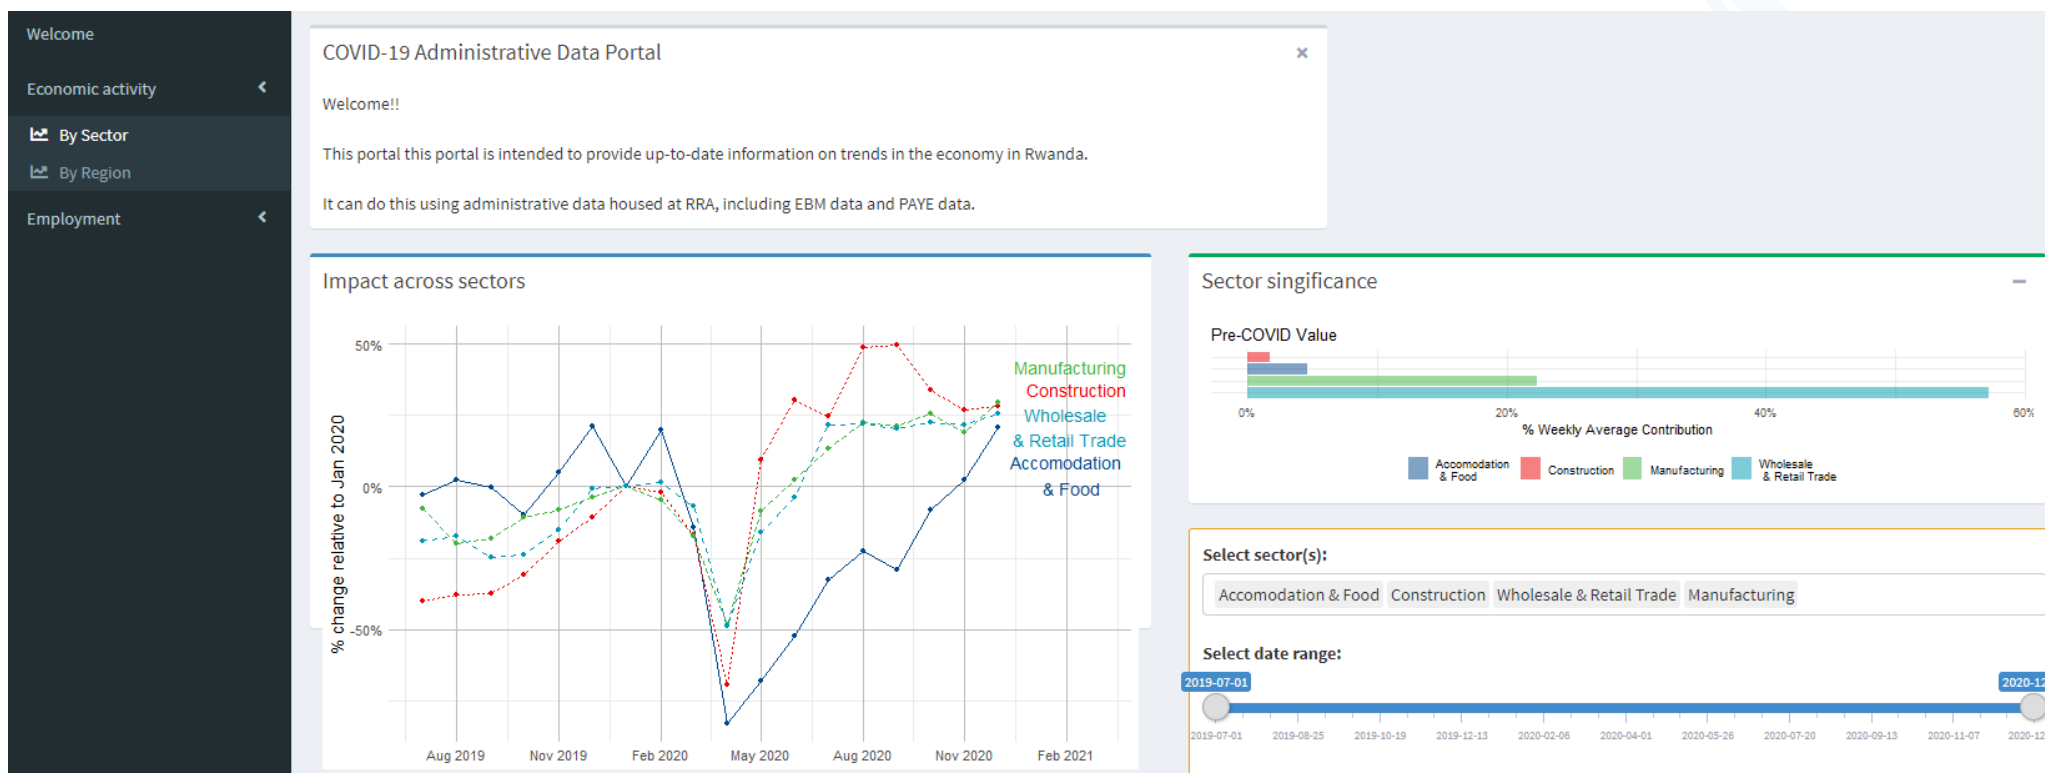 Welcome
Economic activity
By Sector
By Region
Employment
COVID-19 Administrative Data Portal
Welcome!!
This portal this portal is intended to provide up-to-date information on trends in the economy in Rwanda.
It can do this using administrative data housed at RRA, including EBM data and PAYE data.
Impact across sectors
% change relative to Jan 2020
50%
0%
-50%
Manufacturing
Construction
Wholesale
& Retail Trade
Accomodation
& Food
Aug 2019 Nov 2019 Feb 2020 May 2020 Aug 2020 Nov 2020 Feb 2021
Sector singificance
Pre-COVID Value
0% 20% 40% 60%
% Weekly Average Contribution
Accomodation
& Food
Construction
Manufacturing
Wholesale
& Retail Trade
Select sector(s):
Accomodation & Food Construction Wholesale & Retail Trade Manufacturing
Select date range:
2019-07-01 2020-12
2019-07-01 2019-08-25 2019-10-19 2019-12-13 2020-02-06 2020-04-01 2020-05-26 2020-07-20 2020-09-13 2020-11-07 2020-12